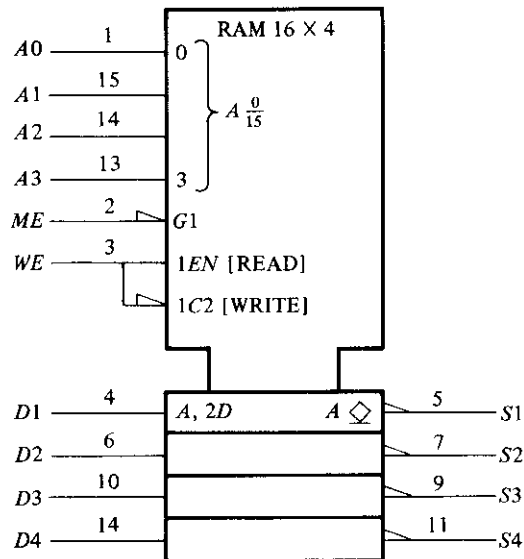 RAM 16 × 4
A0 1 0
A1 15
A2 14
A 0/15
A3 13 3
ME 2 G1
WE 3 1EN [READ]
1C2 [WRITE]
D1 4 A, 2D A 5 S1
D2 6 7 S2
D3 10 9 S3
D4 14 11 S4